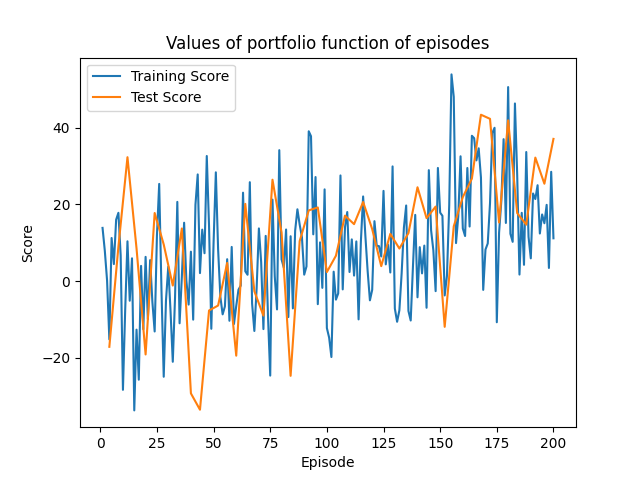 Values of portfolio function of episodes
Training Score
Test Score
Score
40
20
0
−20
0
25
50
75
100
125
150
175
200
Episode